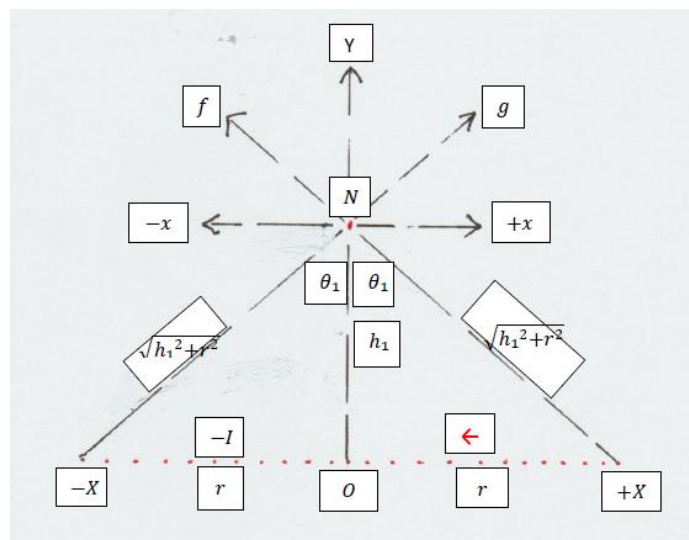 Y
f
g
N
−x
+x
θ₁
θ₁
h₁
√h₁²+r²
√h₁²+r²
−I
←
−X
r
O
r
+X